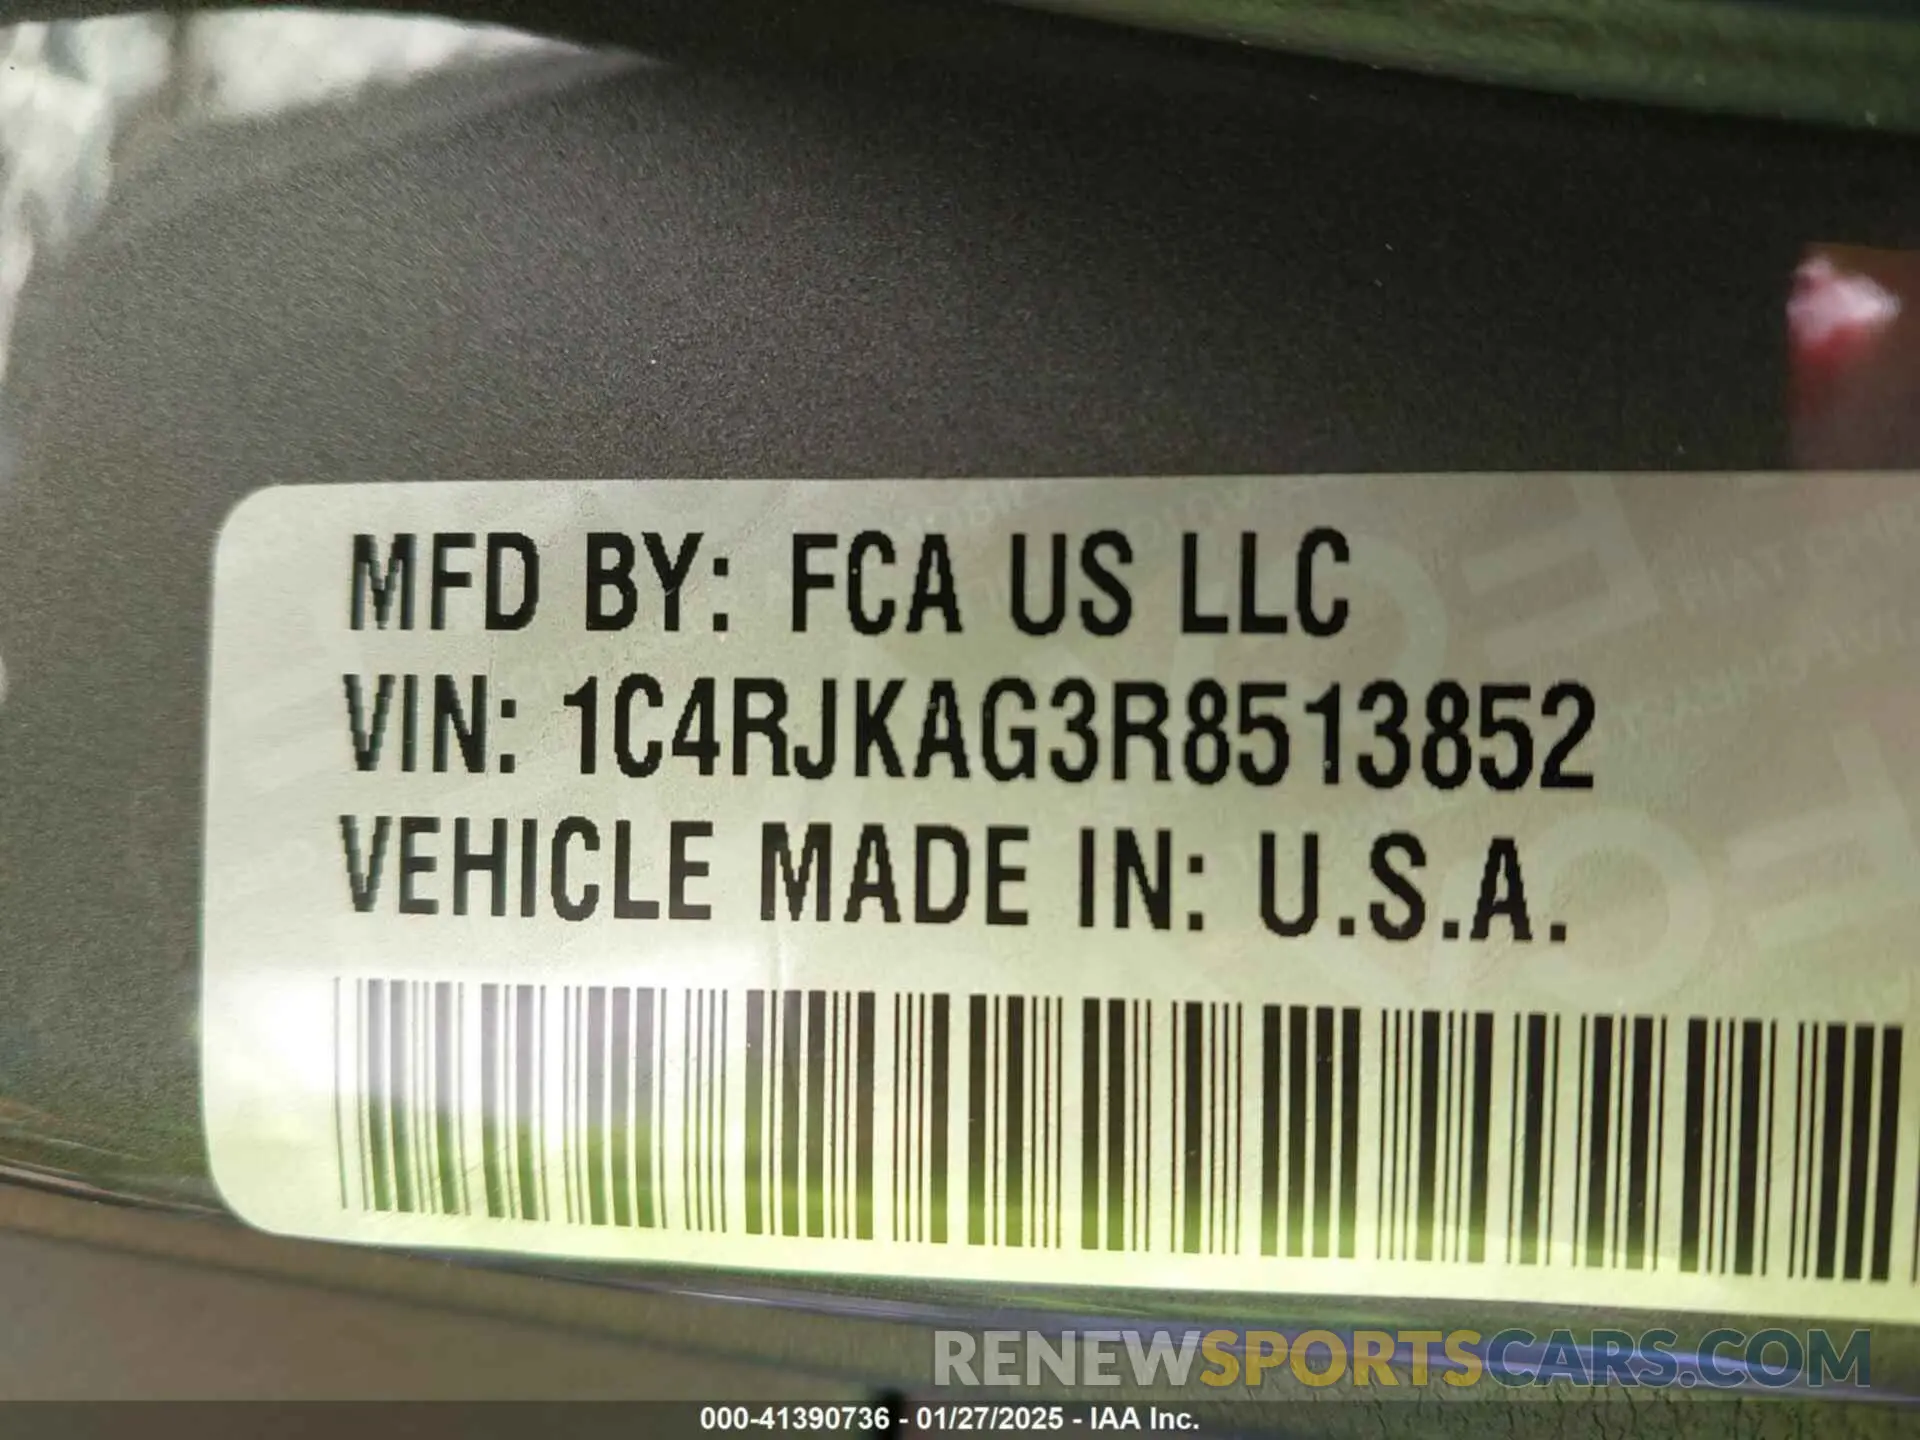 MFD BY: FCA US LLC
VIN: 1C4RJKAG3R8513852
VEHICLE MADE IN: U.S.A.
RENEWSPORTSCARS.COM
000-41390736 - 01/27/2025 - IAA Inc.